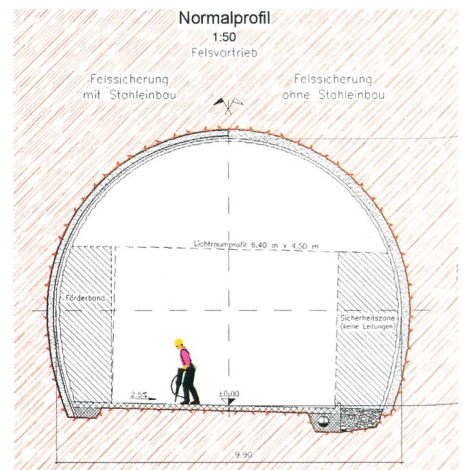 Normalprofil
1:50
Felsvortrieb
Felssicherung
mit Stahleinbau
Felssicherung
ohne Stahleinbau
Lichtraumprofil 6,40 m x 4,50 m
Förderband
Sicherheitszone
(keine Leitungen)
2,5%
±0,00
9.90